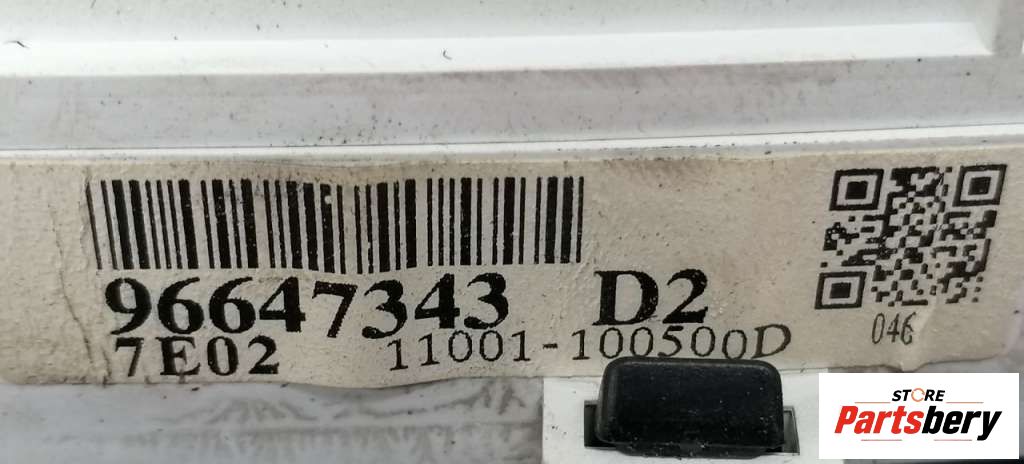 96647343 D2
7E02 11001-100500D
046
STORE
Partsbery